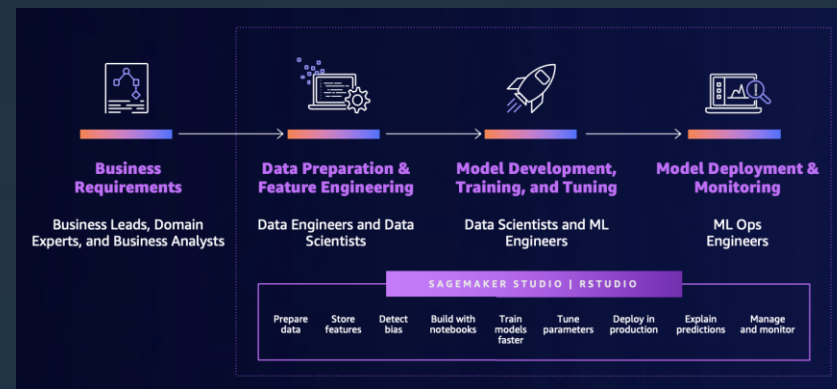 Business
Requirements
Business Leads, Domain
Experts, and Business Analysts
Data Preparation &
Feature Engineering
Data Engineers and Data
Scientists
Model Development,
Training, and Tuning
Data Scientists and ML
Engineers
Model Deployment &
Monitoring
ML Ops
Engineers
SAGEMAKER STUDIO | RSTUDIO
Prepare
data
Store
features
Detect
bias
Build with
notebooks
Train
models
faster
Tune
parameters
Deploy in
production
Explain
predictions
Manage
and monitor